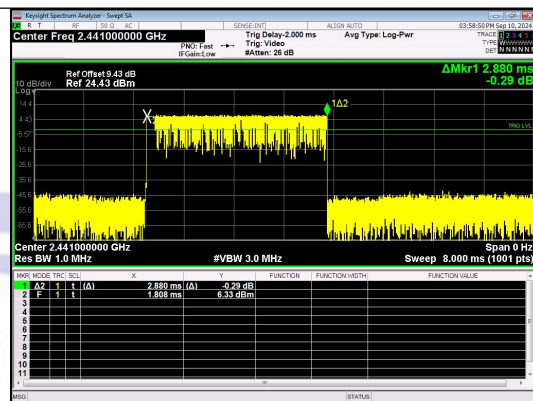 Keysight Spectrum Analyzer - Swept SA
R T RF 50 Ω AC SENSE:INT ALIGN AUTO 03:58:50 PM Sep 10, 2024
Center Freq 2.441000000 GHz
Trig Delay-2.000 ms Avg Type: Log-Pwr TRACE 1 2 3 4 5
PNO: Fast Trig: Video TYPE
IFGain:Low #Atten: 26 dB DET N N N N N
ΔMkr1 2.880 ms
Ref Offset 9.43 dB
10 dB/div Ref 24.43 dBm -0.29 dB
Log
1Δ2
14.4
4.43
TRIG LVL
-5.57
-15.6
-25.6
-35.6
-45.6
-55.6
-65.6
Center 2.441000000 GHz Span 0 Hz
Res BW 1.0 MHz #VBW 3.0 MHz Sweep 8.000 ms (1001 pts)
MKR MODE TRC SCL X Y FUNCTION FUNCTION WIDTH FUNCTION VALUE
1 Δ2 1 t (Δ) 2.880 ms (Δ) -0.29 dB
2 F 1 t 1.808 ms 6.33 dBm
3
4
5
6
7
8
9
10
11
MSG STATUS